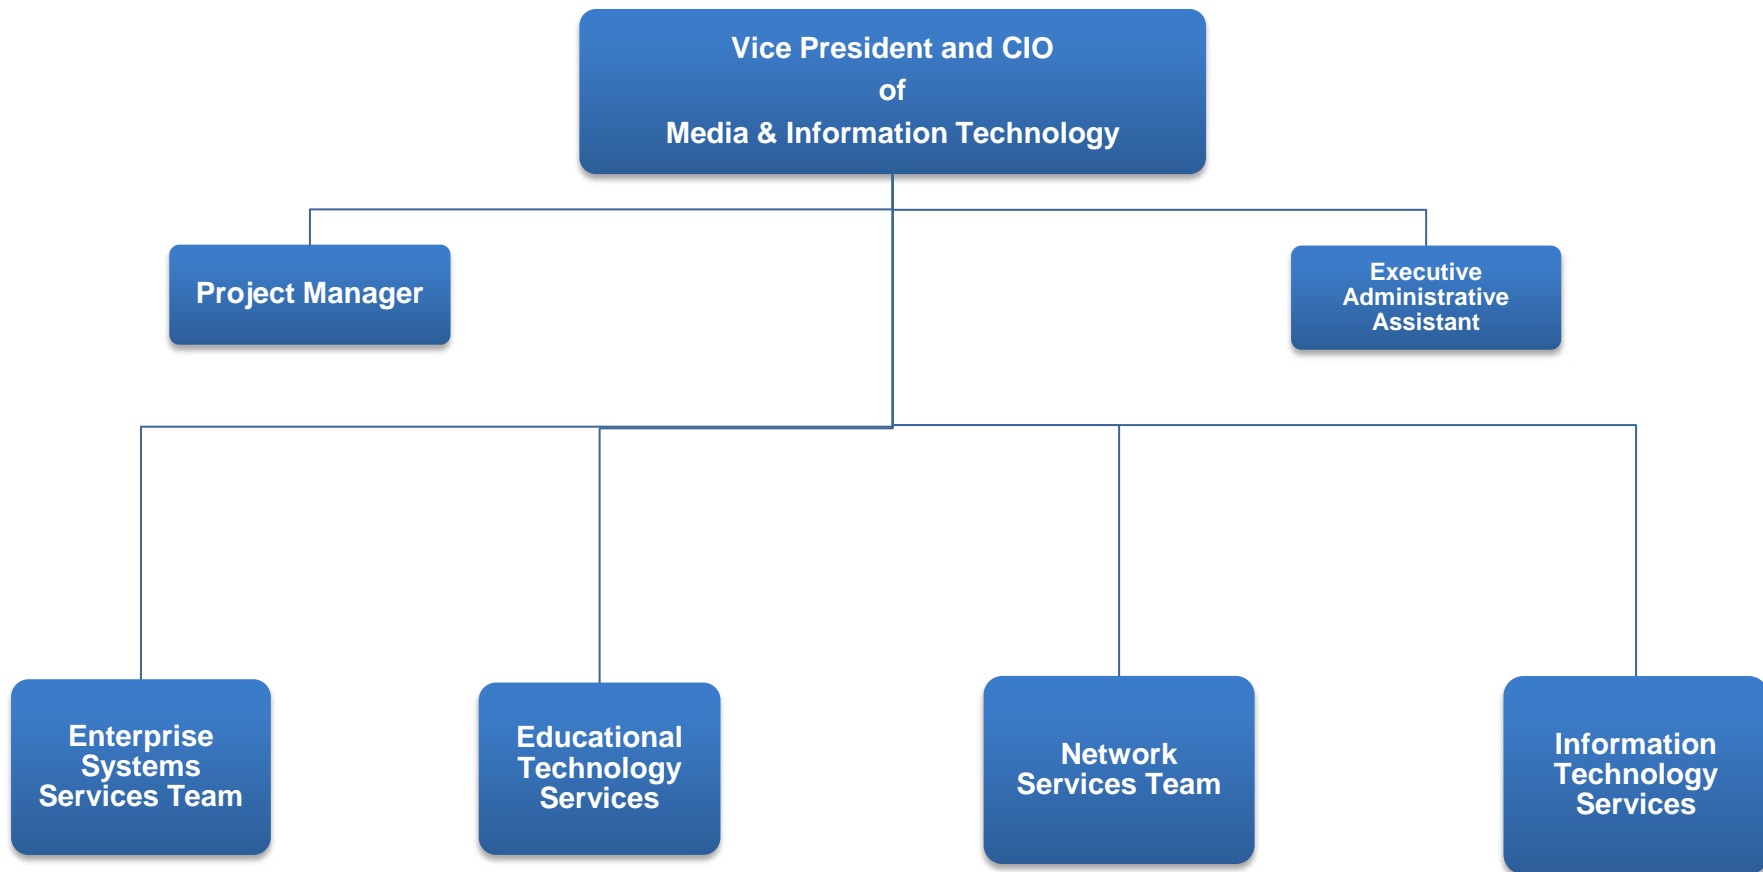 Vice President and CIO
of
Media & Information Technology
Project Manager
Executive
Administrative
Assistant
Enterprise
Systems
Services Team
Educational
Technology
Services
Network
Services Team
Information
Technology
Services